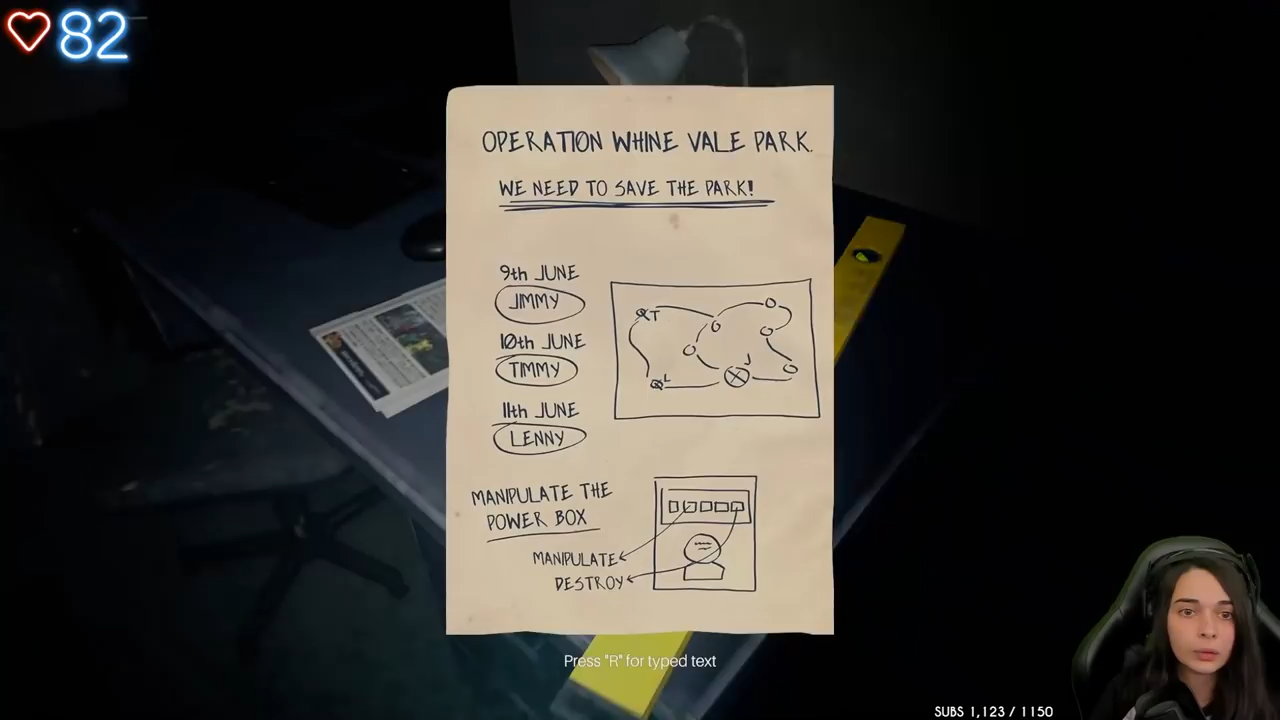 82
OPERATION WHINE VALE PARK.
WE NEED TO SAVE THE PARK!
9th JUNE
JIMMY
10th JUNE
TIMMY
11th JUNE
LENNY
T
J
L
MANIPULATE THE
POWER BOX
MANIPULATE
DESTROY
Press "R" for typed text
SUBS 1,123 / 1150